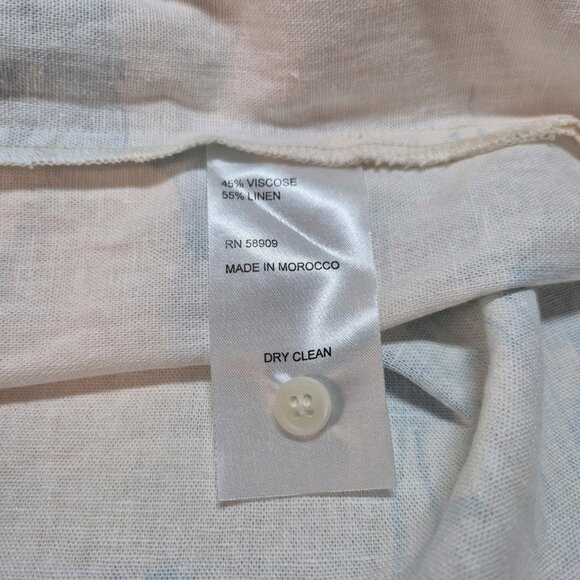 45% VISCOSE
55% LINEN
RN 58909
MADE IN MOROCCO
DRY CLEAN